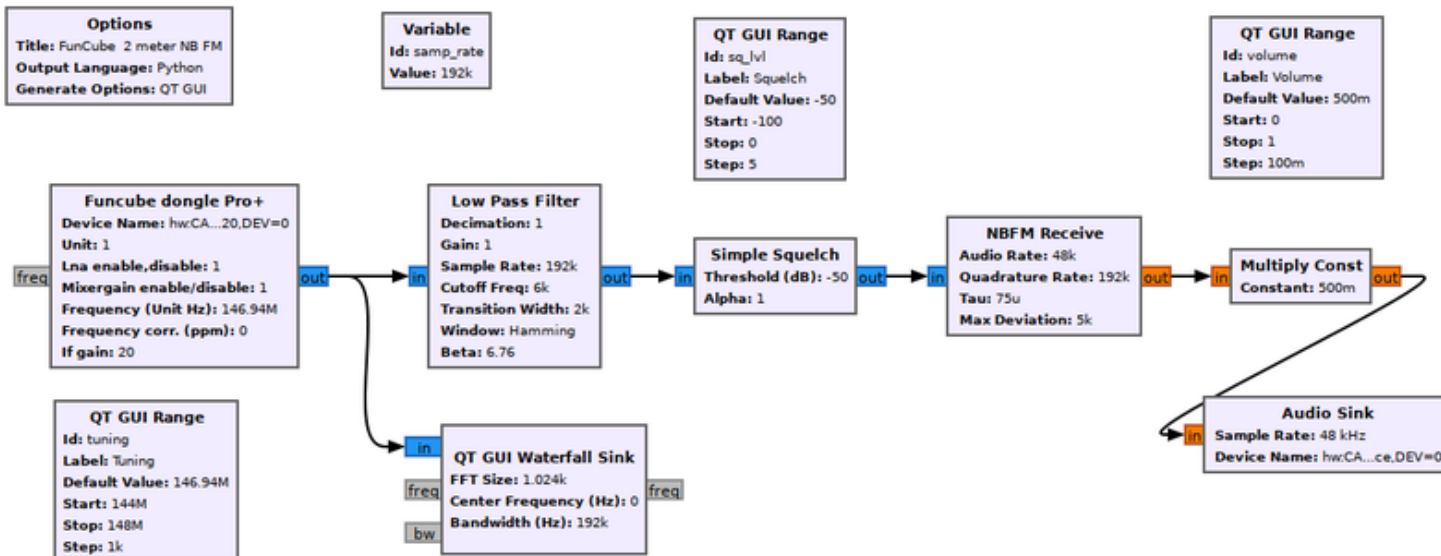 Options
Title: FunCube 2 meter NB FM
Output Language: Python
Generate Options: QT GUI
Variable
Id: samp_rate
Value: 192k
QT GUI Range
Id: sq_lvl
Label: Squelch
Default Value: -50
Start: -100
Stop: 0
Step: 5
QT GUI Range
Id: volume
Label: Volume
Default Value: 500m
Start: 0
Stop: 1
Step: 100m
freq
Funcube dongle Pro+
Device Name: hw:CA...20,DEV=0
Unit: 1
Lna enable,disable: 1
Mixergain enable/disable: 1
Frequency (Unit Hz): 146.94M
Frequency corr. (ppm): 0
If gain: 20
out
in
Low Pass Filter
Decimation: 1
Gain: 1
Sample Rate: 192k
Cutoff Freq: 6k
Transition Width: 2k
Window: Hamming
Beta: 6.76
out
in
Simple Squelch
Threshold (dB): -50
Alpha: 1
out
in
NBFM Receive
Audio Rate: 48k
Quadrature Rate: 192k
Tau: 75u
Max Deviation: 5k
out
in
Multiply Const
Constant: 500m
out
QT GUI Range
Id: tuning
Label: Tuning
Default Value: 146.94M
Start: 144M
Stop: 148M
Step: 1k
in
freq
bw
QT GUI Waterfall Sink
FFT Size: 1.024k
Center Frequency (Hz): 0
Bandwidth (Hz): 192k
freq
in
Audio Sink
Sample Rate: 48 kHz
Device Name: hw:CA...ce,DEV=0